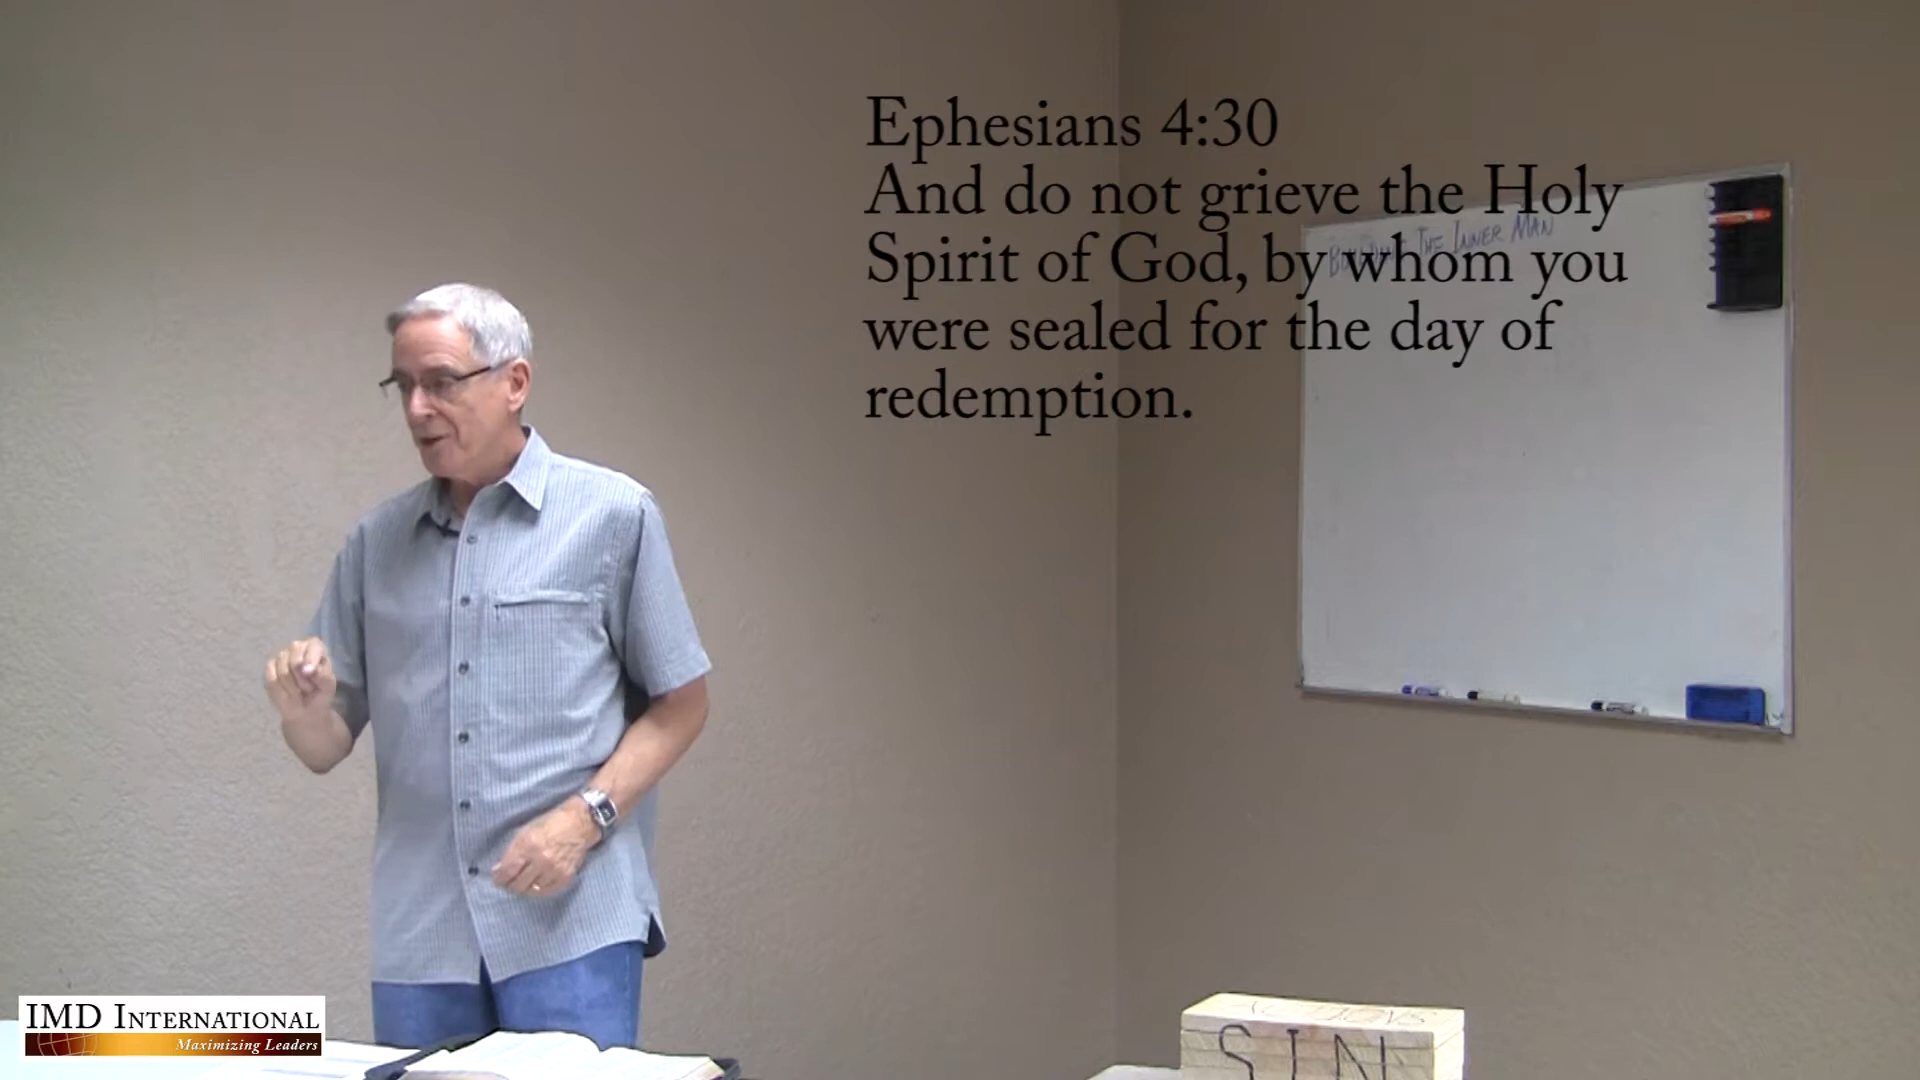 Ephesians 4:30
And do not grieve the Holy
Spirit of God, by whom you
were sealed for the day of
redemption.
The Inner Man
IMD International
Maximizing Leaders
ACTIONS
SIN